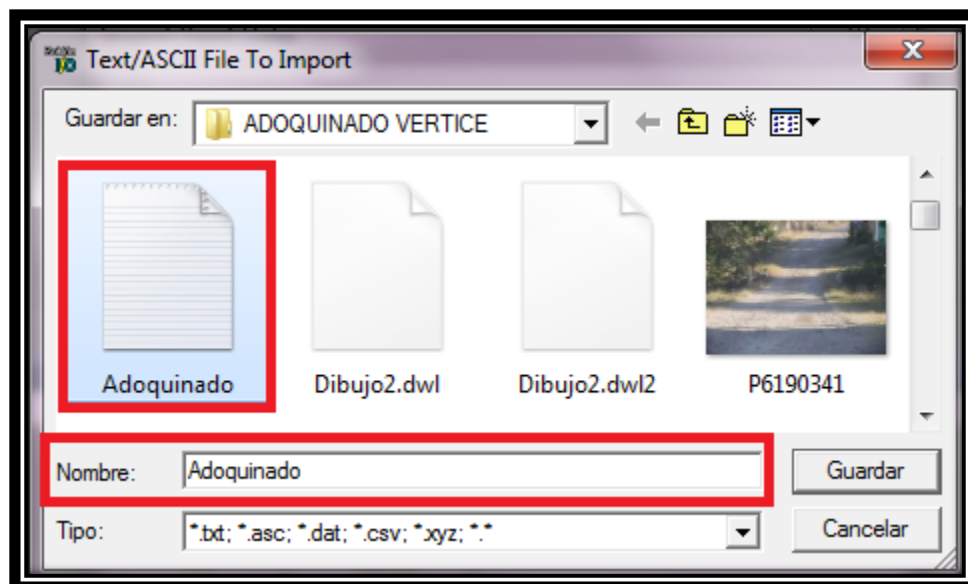 Text/ASCII File To Import
Guardar en: ADOQUINADO VERTICE
Adoquinado Dibujo2.dwl Dibujo2.dwl2 P6190341
Nombre: Adoquinado Guardar
Tipo: *.txt; *.asc; *.dat; *.csv; *.xyz; *.* Cancelar